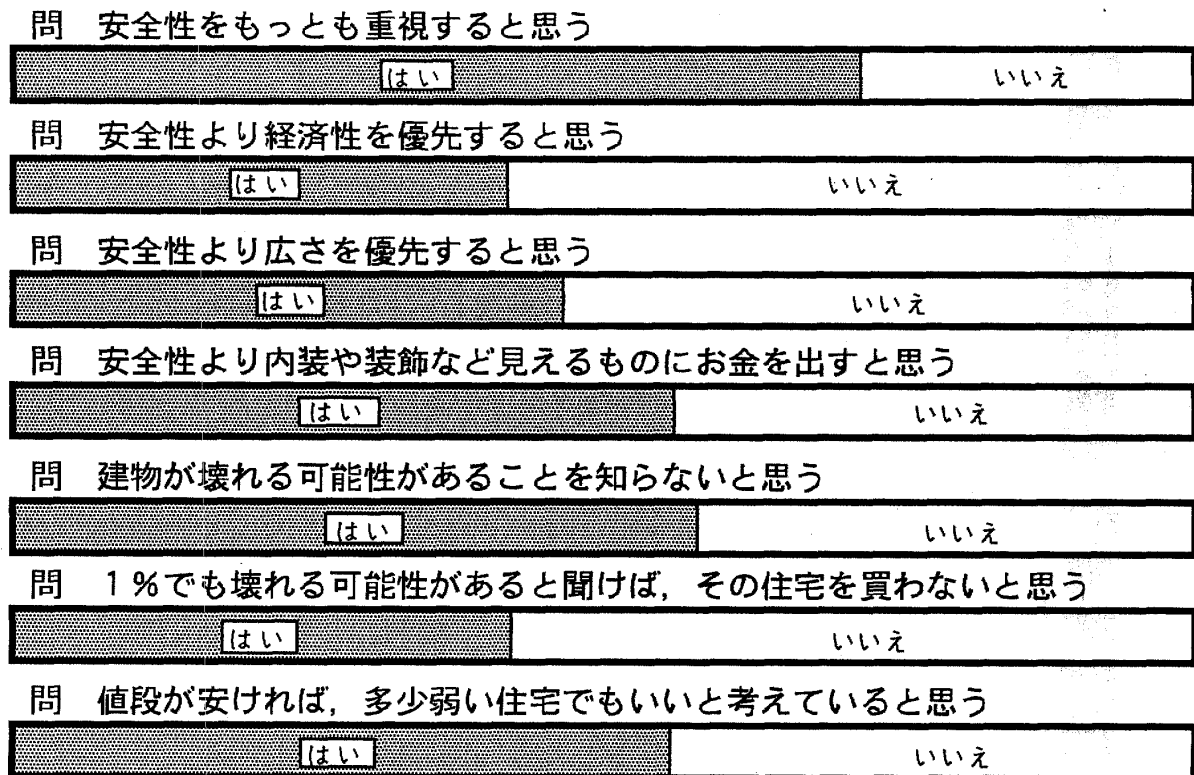 問 安全性をもっとも重視すると思う
はい いいえ
問 安全性より経済性を優先すると思う
はい いいえ
問 安全性より広さを優先すると思う
はい いいえ
問 安全性より内装や装飾など見えるものにお金を出すと思う
はい いいえ
問 建物が壊れる可能性があることを知らないと思う
はい いいえ
問 1%でも壊れる可能性があると聞けば，その住宅を買わないと思う
はい いいえ
問 値段が安ければ，多少弱い住宅でもいいと考えていると思う
はい いいえ